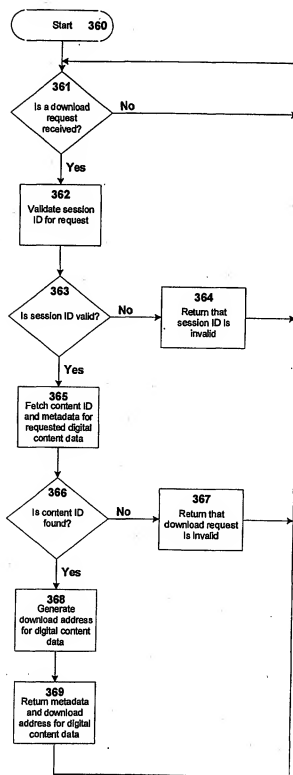 Start 360
361
Is a download
request
received?
No
Yes
362
Validate session
ID for request
363
Is session ID valid?
No
364
Return that
session ID is
invalid
Yes
365
Fetch content ID
and metadata for
requested digital
content data
366
Is content ID
found?
No
367
Return that
download request
is invalid
Yes
368
Generate
download address
for digital content
data
369
Return metadata
and download
address for digital
content data